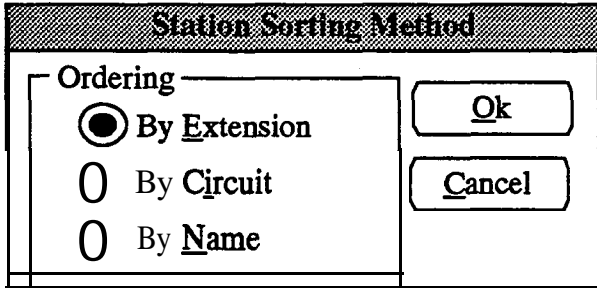 Station Sorting Method
Ordering
By Extension
By Circuit
By Name
Ok
Cancel